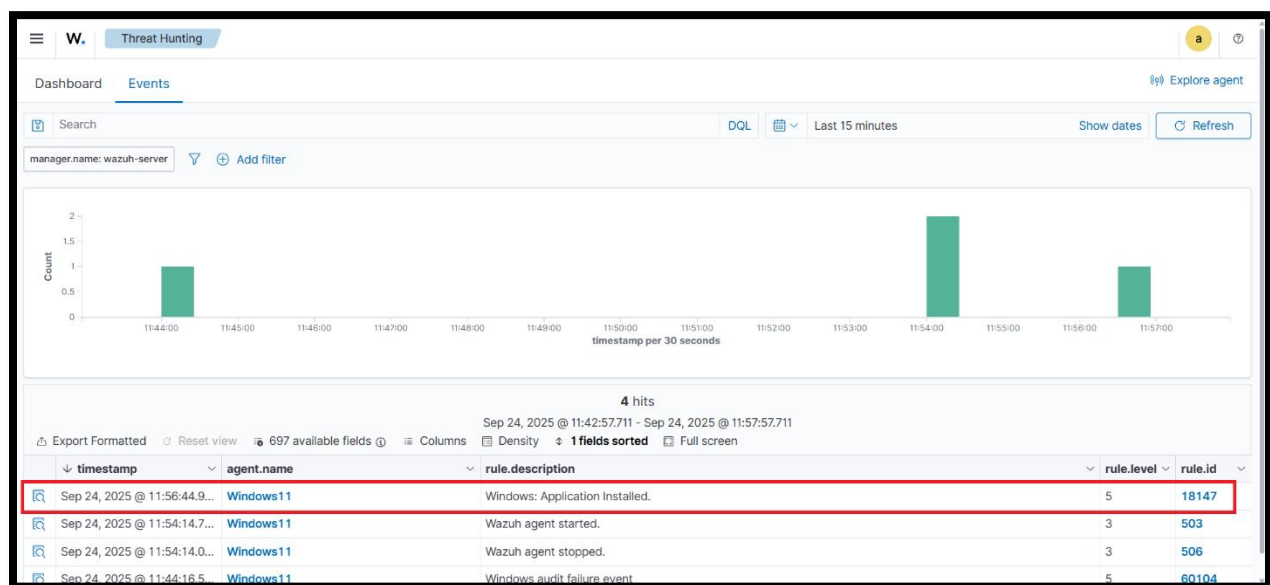 W. Threat Hunting a
Dashboard Events Explore agent
Search DQL Last 15 minutes Show dates Refresh
manager.name: wazuh-server Add filter
2
1.5
1
0.5
0
Count
11:44:00 11:45:00 11:46:00 11:47:00 11:48:00 11:49:00 11:50:00 11:51:00 11:52:00 11:53:00 11:54:00 11:55:00 11:56:00 11:57:00
timestamp per 30 seconds
4 hits
Sep 24, 2025 @ 11:42:57.711 - Sep 24, 2025 @ 11:57:57.711
Export Formatted Reset view 697 available fields Columns Density 1 fields sorted Full screen
timestamp agent.name rule.description rule.level rule.id
Sep 24, 2025 @ 11:56:44.9... Windows11 Windows: Application Installed. 5 18147
Sep 24, 2025 @ 11:54:14.7... Windows11 Wazuh agent started. 3 503
Sep 24, 2025 @ 11:54:14.0... Windows11 Wazuh agent stopped. 3 506
Sep 24, 2025 @ 11:44:16.5... Windows11 Windows audit failure event 5 60104